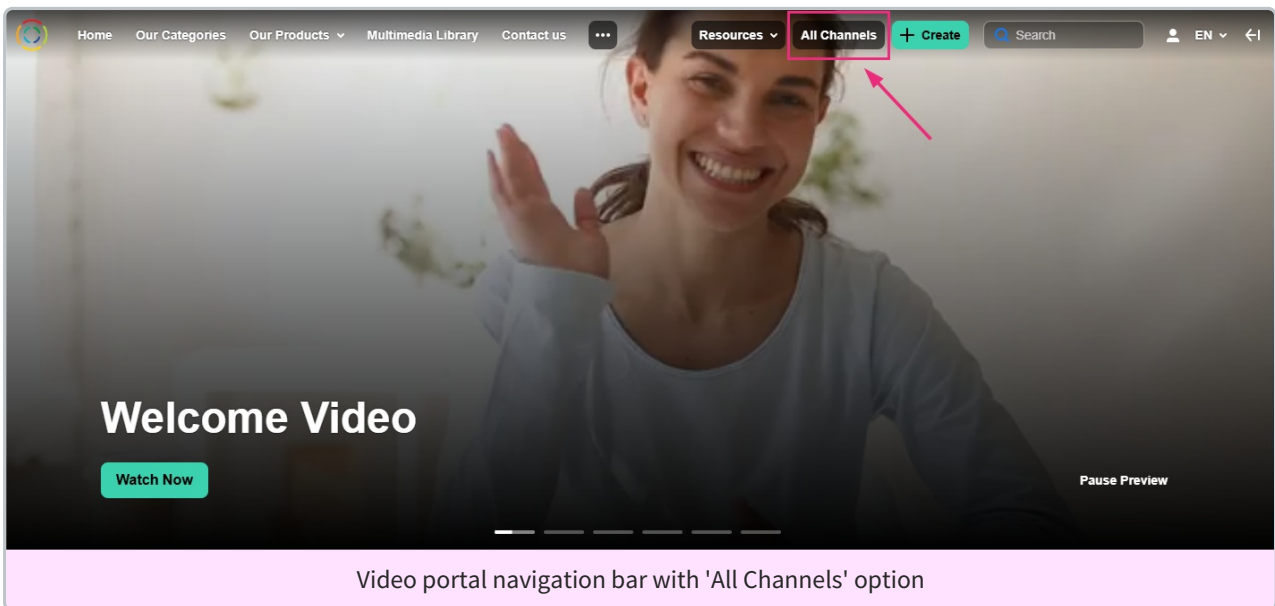 Home Our Categories Our Products Multimedia Library Contact us ••• Resources All Channels + Create Search EN
Welcome Video
Watch Now
Pause Preview
Video portal navigation bar with 'All Channels' option